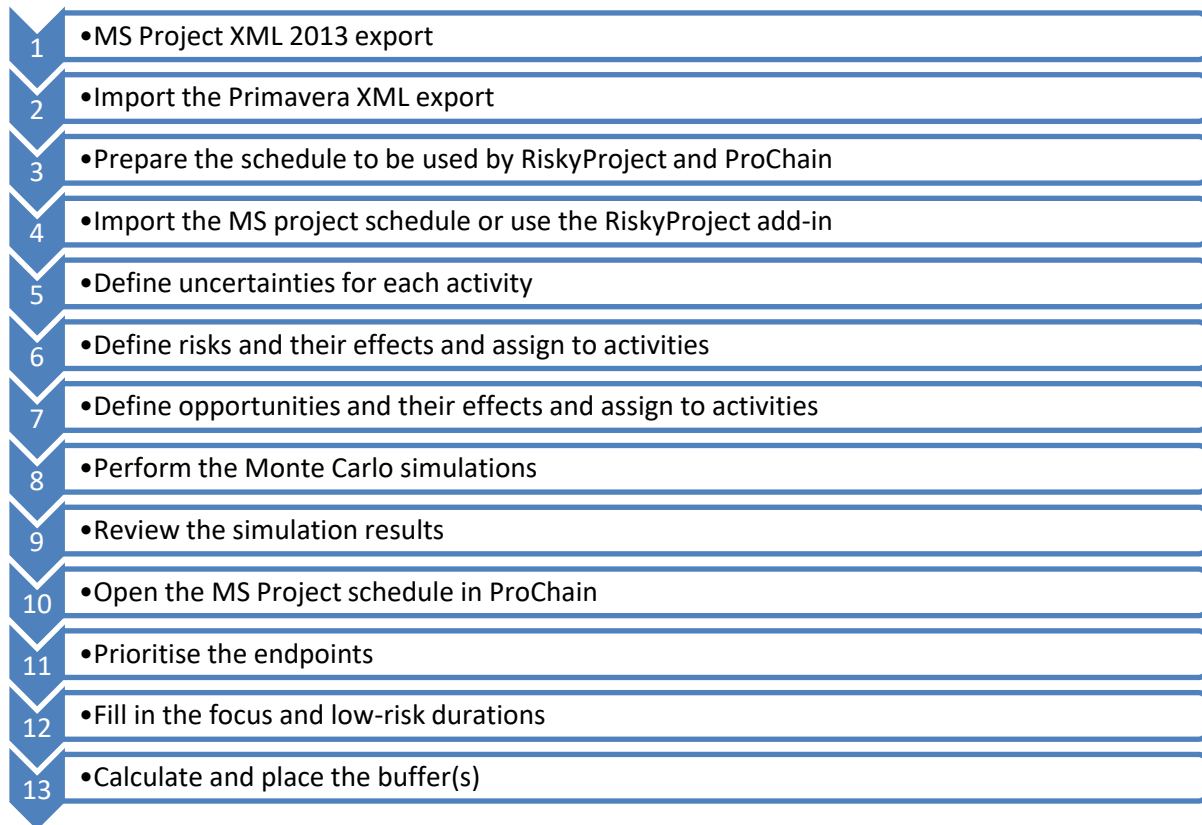 1 •MS Project XML 2013 export
2 •Import the Primavera XML export
3 •Prepare the schedule to be used by RiskyProject and ProChain
4 •Import the MS project schedule or use the RiskyProject add-in
5 •Define uncertainties for each activity
6 •Define risks and their effects and assign to activities
7 •Define opportunities and their effects and assign to activities
8 •Perform the Monte Carlo simulations
9 •Review the simulation results
10 •Open the MS Project schedule in ProChain
11 •Prioritise the endpoints
12 •Fill in the focus and low-risk durations
13 •Calculate and place the buffer(s)